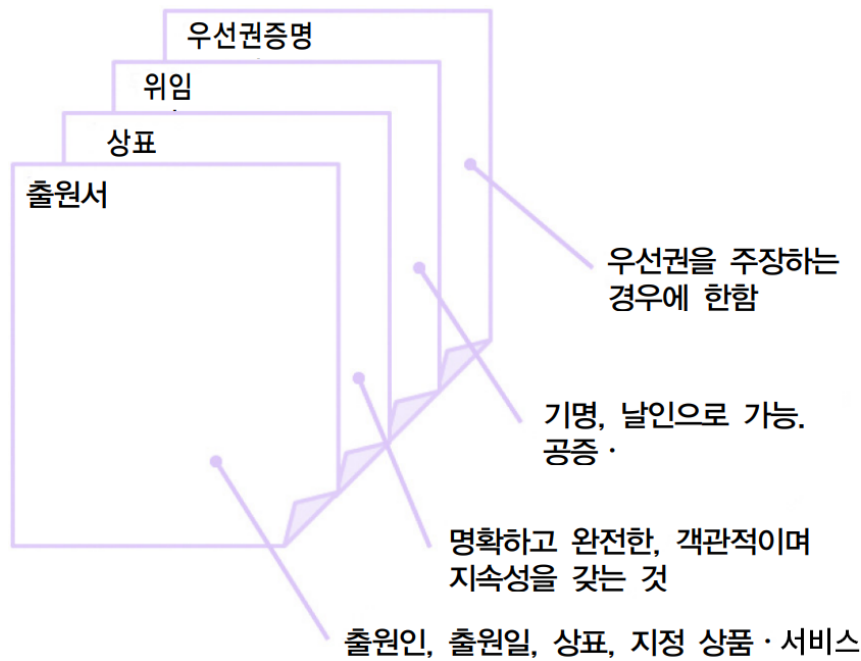 우선권증명
위임
상표
출원서
우선권을 주장하는
경우에 한함
기명, 날인으로 가능.
공증 ·
명확하고 완전한, 객관적이며
지속성을 갖는 것
출원인, 출원일, 상표, 지정 상품 · 서비스